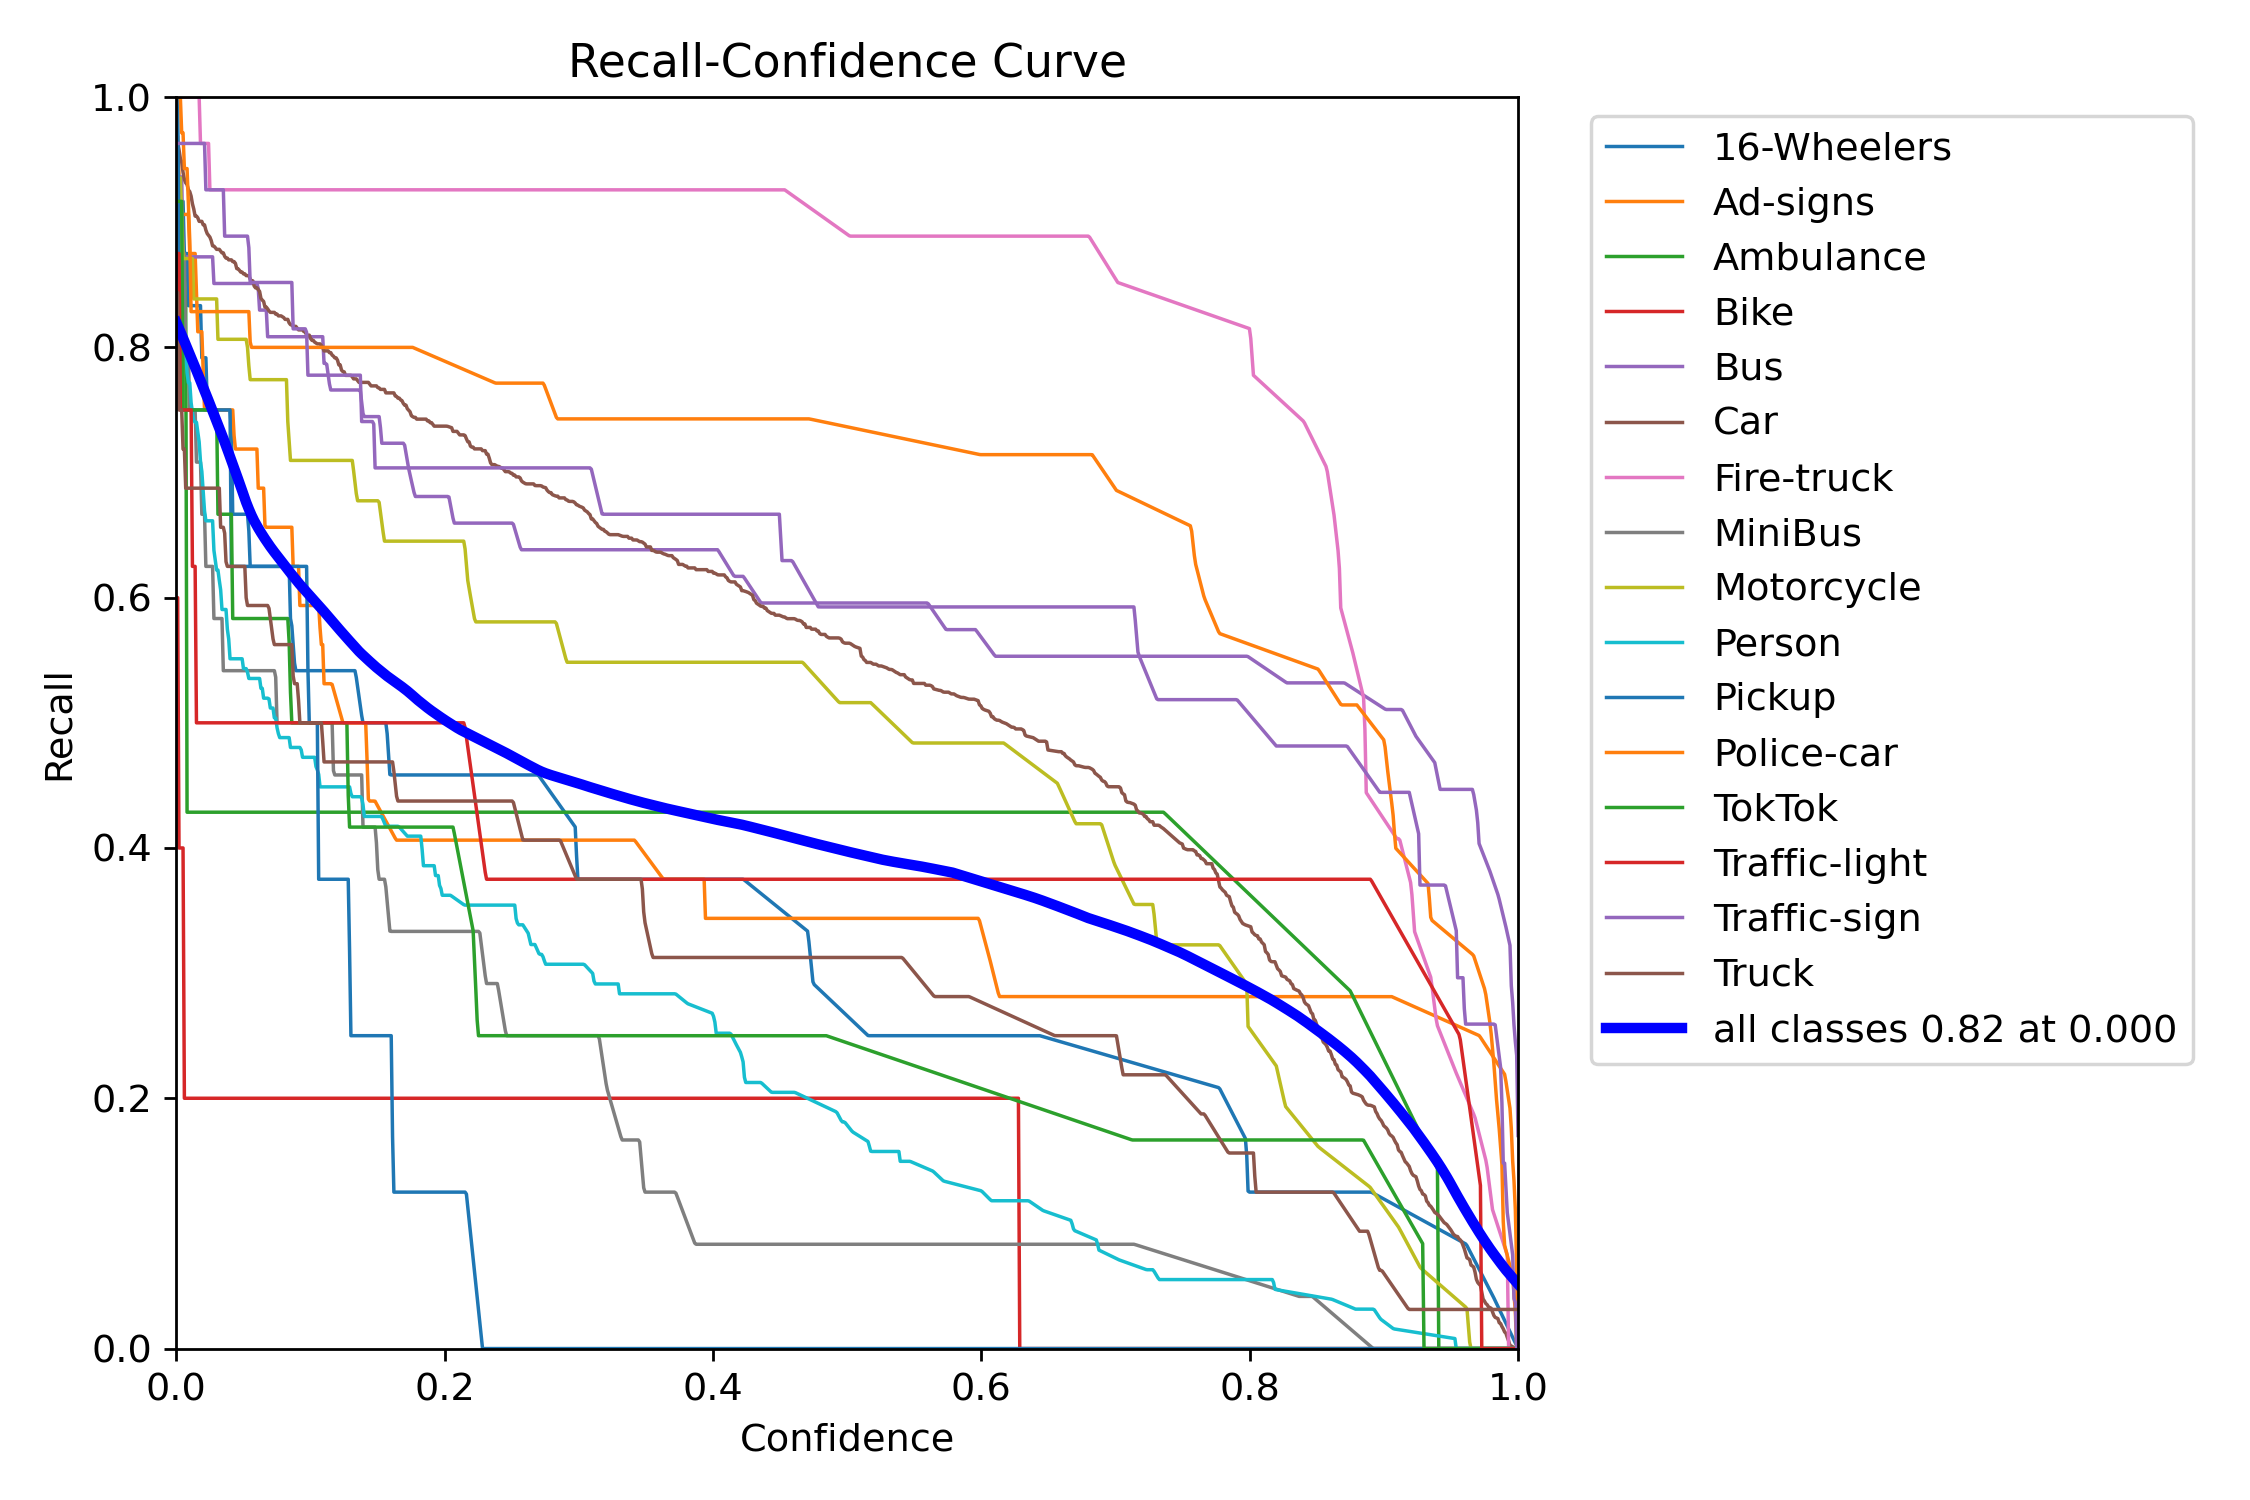 Recall-Confidence Curve
1.0
0.8
0.6
0.4
0.2
0.0
Recall
0.0 0.2 0.4 0.6 0.8 1.0
Confidence
16-Wheelers
Ad-signs
Ambulance
Bike
Bus
Car
Fire-truck
MiniBus
Motorcycle
Person
Pickup
Police-car
TokTok
Traffic-light
Traffic-sign
Truck
all classes 0.82 at 0.000